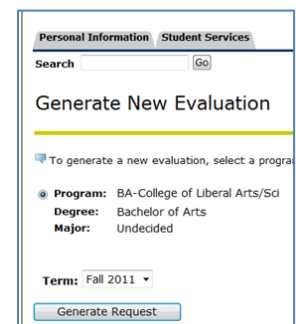 Personal Information Student Services
Search Go
Generate New Evaluation
To generate a new evaluation, select a progra
Program: BA-College of Liberal Arts/Sci
Degree: Bachelor of Arts
Major: Undecided
Term: Fall 2011
Generate Request